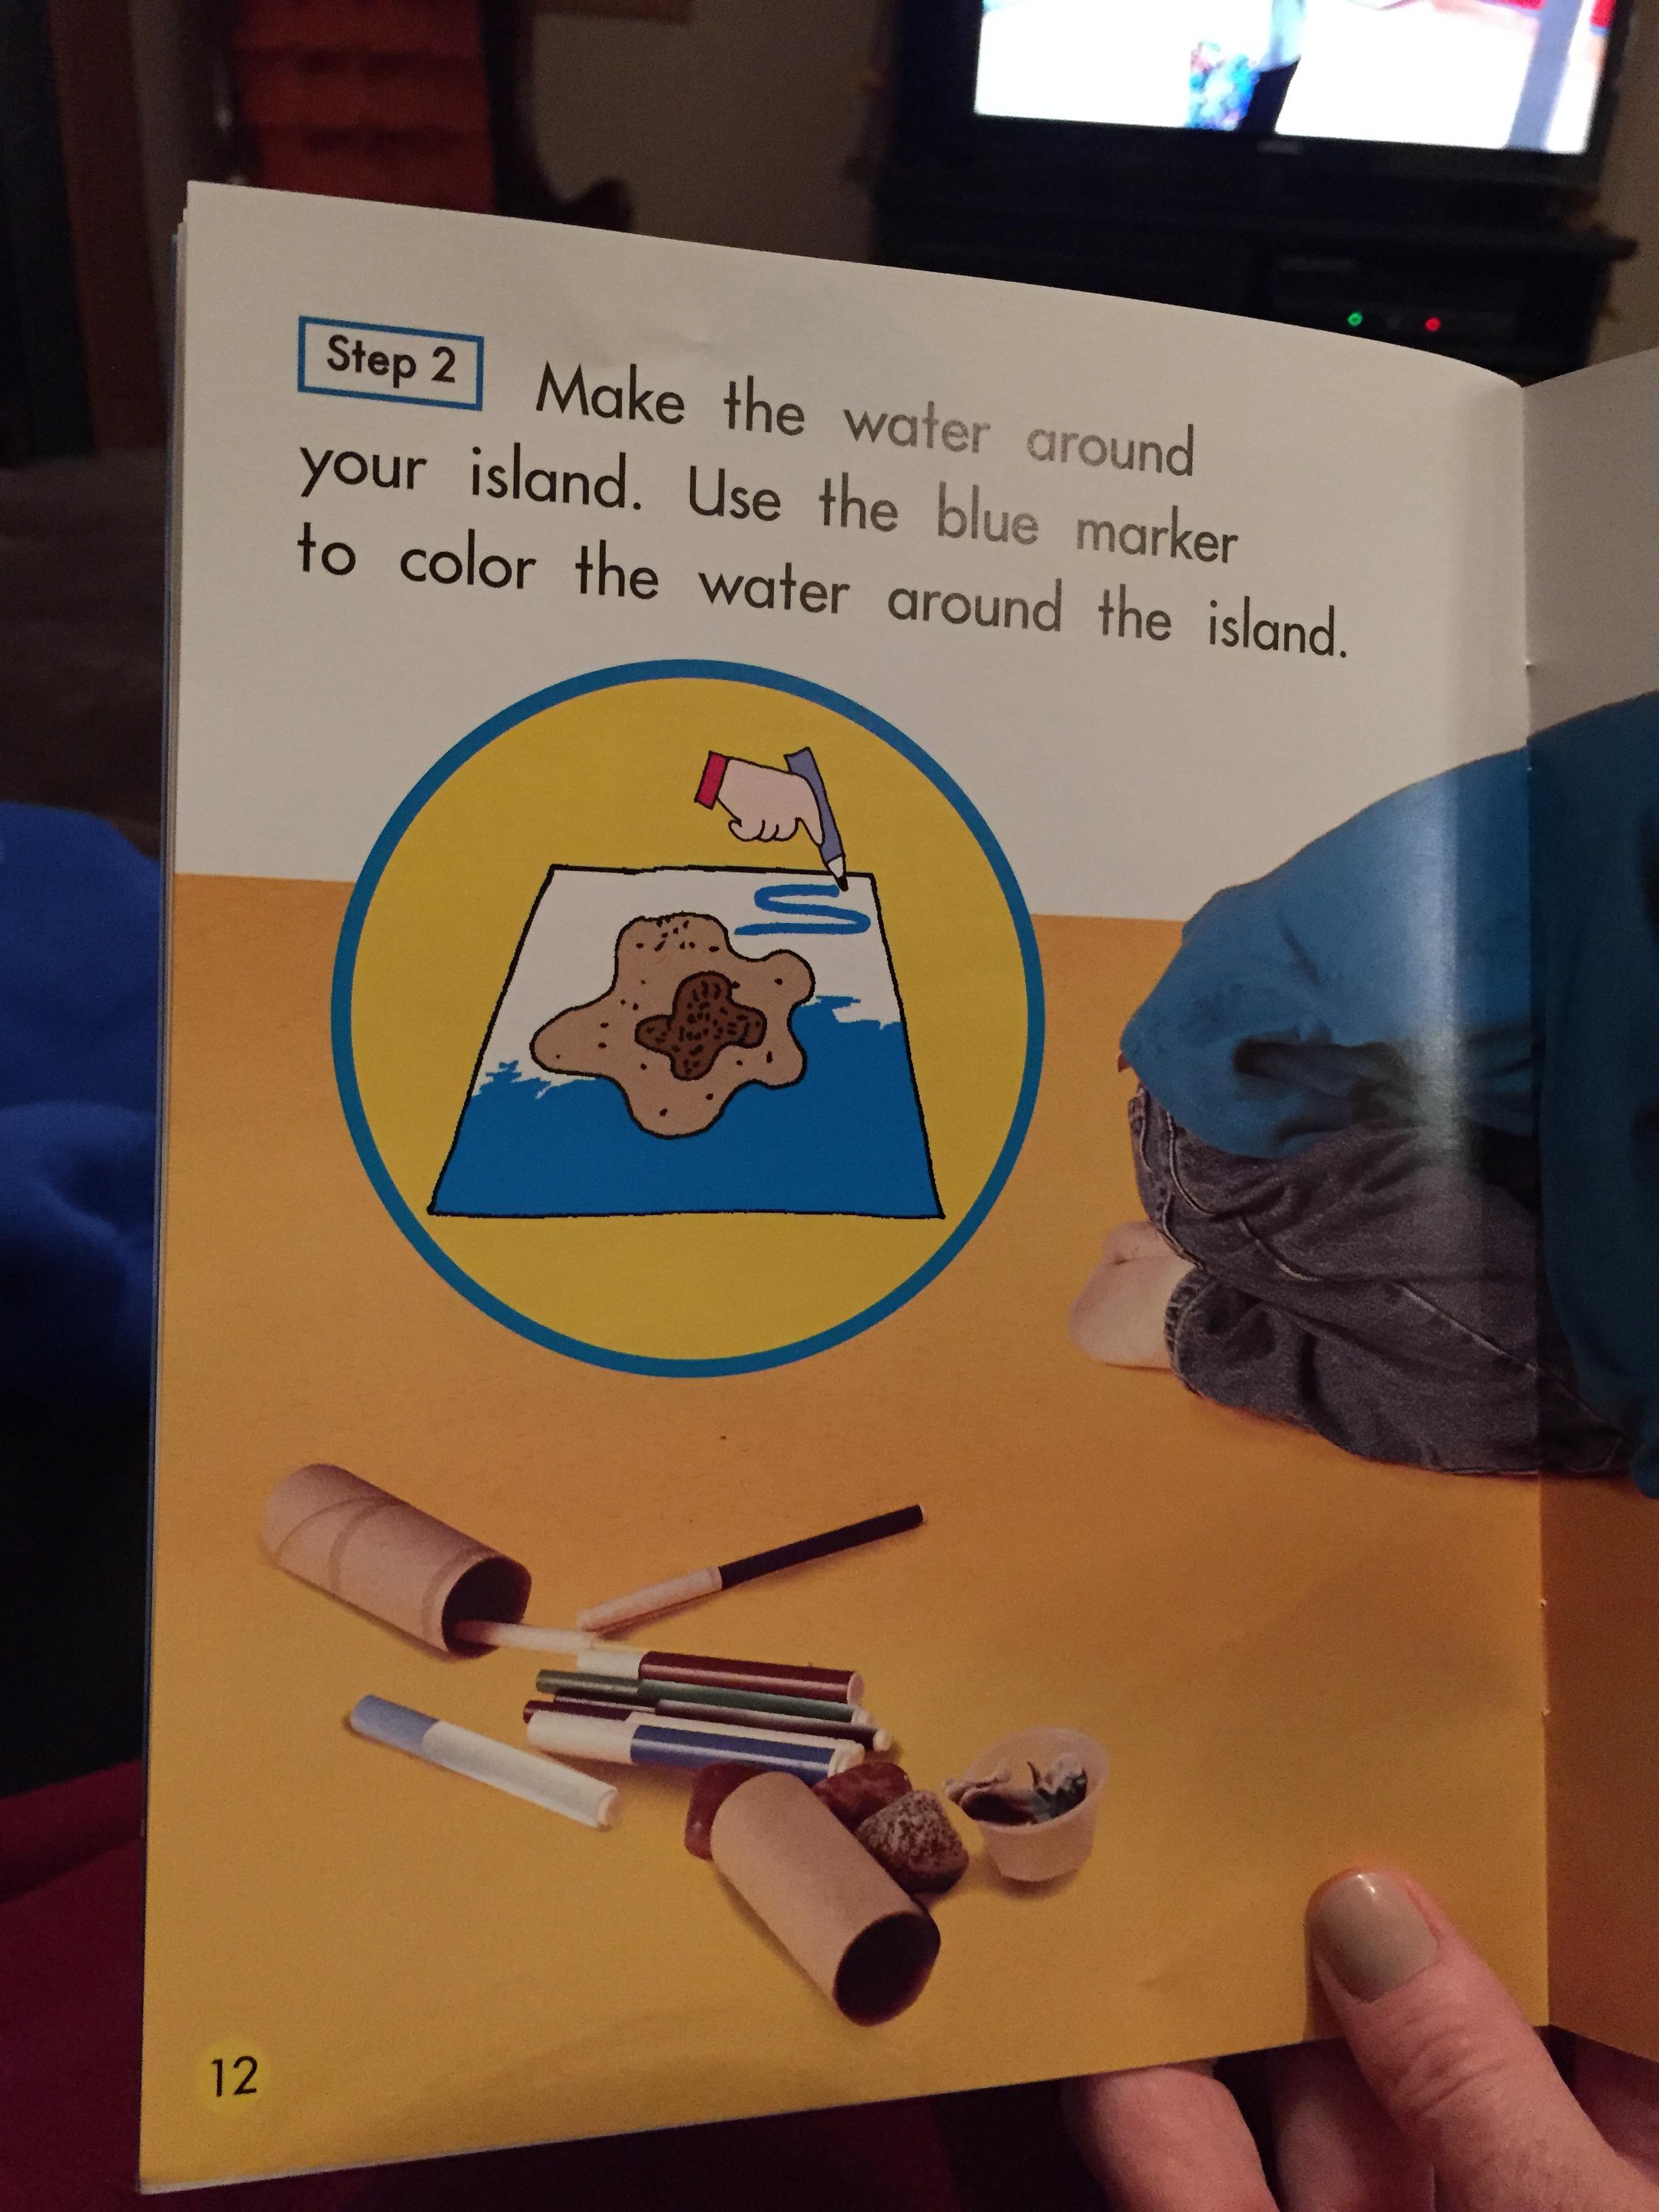 Step 2 Make the water around
your island. Use the blue marker
to color the water around the island.
12